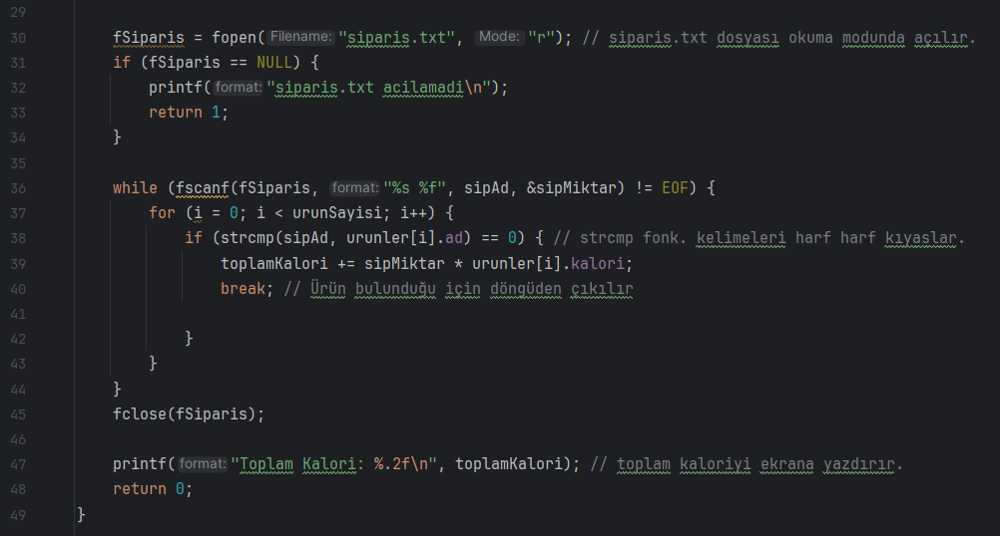 29
30 fSiparis = fopen( Filename: "siparis.txt", Mode: "r"); // siparis.txt dosyası okuma modunda açılır.
31 if (fSiparis == NULL) {
32 printf( format: "siparis.txt acilamadi\n");
33 return 1;
34 }
35
36 while (fscanf(fSiparis, format: "%s %f", sipAd, &sipMiktar) != EOF) {
37 for (i = 0; i < urunSayisi; i++) {
38 if (strcmp(sipAd, urunler[i].ad) == 0) { // strcmp fonk. kelimeleri harf harf kıyaslar.
39 toplamKalori += sipMiktar * urunler[i].kalori;
40 break; // Ürün bulunduğu için döngüden çıkılır
41
42 }
43 }
44 }
45 fclose(fSiparis);
46
47 printf( format: "Toplam Kalori: %.2f\n", toplamKalori); // toplam kaloriyi ekrana yazdırır.
48 return 0;
49 }